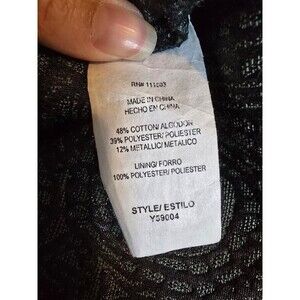 RN# 111003
MADE IN CHINA
HECHO EN CHINA
48% COTTON/ ALGODON
39% POLYESTER/ POLIESTER
12% METALLIC/ METALICO
LINING/ FORRO
100% POLYESTER/ POLIESTER
STYLE/ ESTILO
Y59004